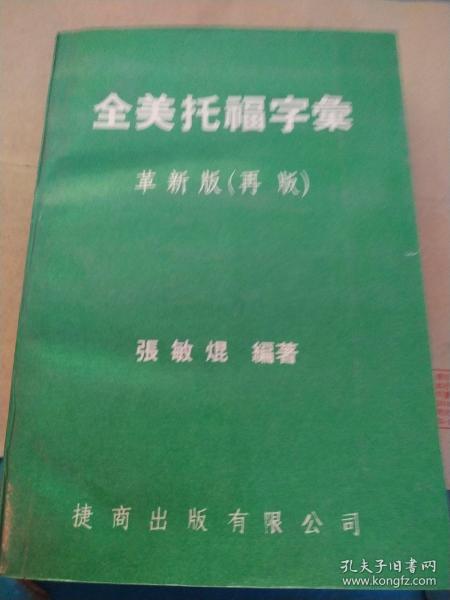 全美托福字彙
革新版(再版)
張敏焜 編著
捷商出版有限公司
孔夫子旧书网
www.kongfz.com